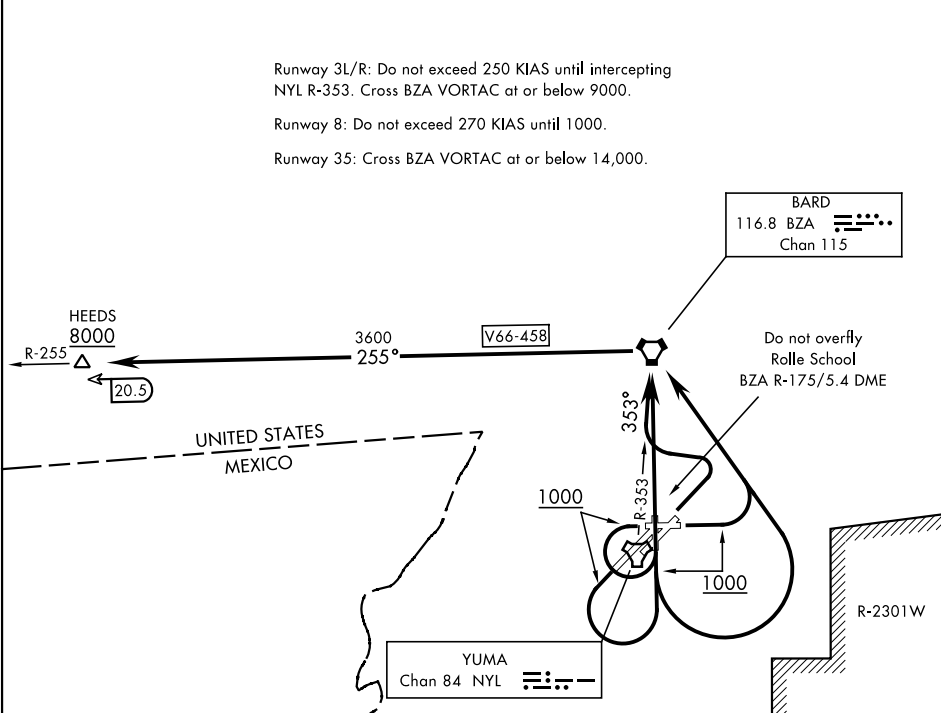 Runway 3L/R: Do not exceed 250 KIAS until intercepting
NYL R-353. Cross BZA VORTAC at or below 9000.
Runway 8: Do not exceed 270 KIAS until 1000.
Runway 35: Cross BZA VORTAC at or below 14,000.
BARD
116.8 BZA
Chan 115
HEEDS
8000
R-255
20.5
3600
255°
V66-458
Do not overfly
Rolle School
BZA R-175/5.4 DME
353°
R-353
UNITED STATES
MEXICO
1000
1000
R-2301W
YUMA
Chan 84 NYL